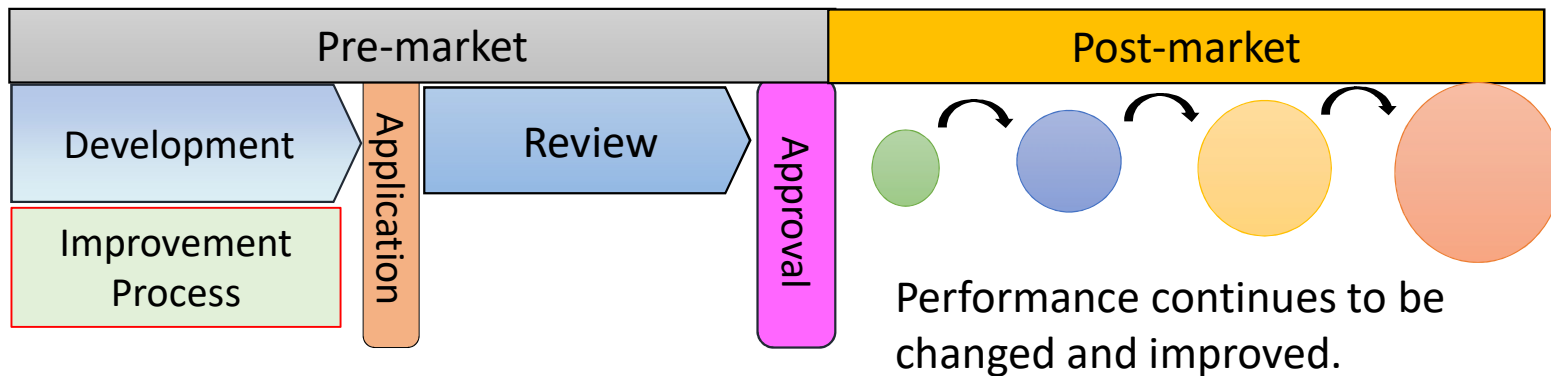 Pre-market
Post-market
Development
Application
Review
Approval
Improvement
Process
Performance continues to be
changed and improved.